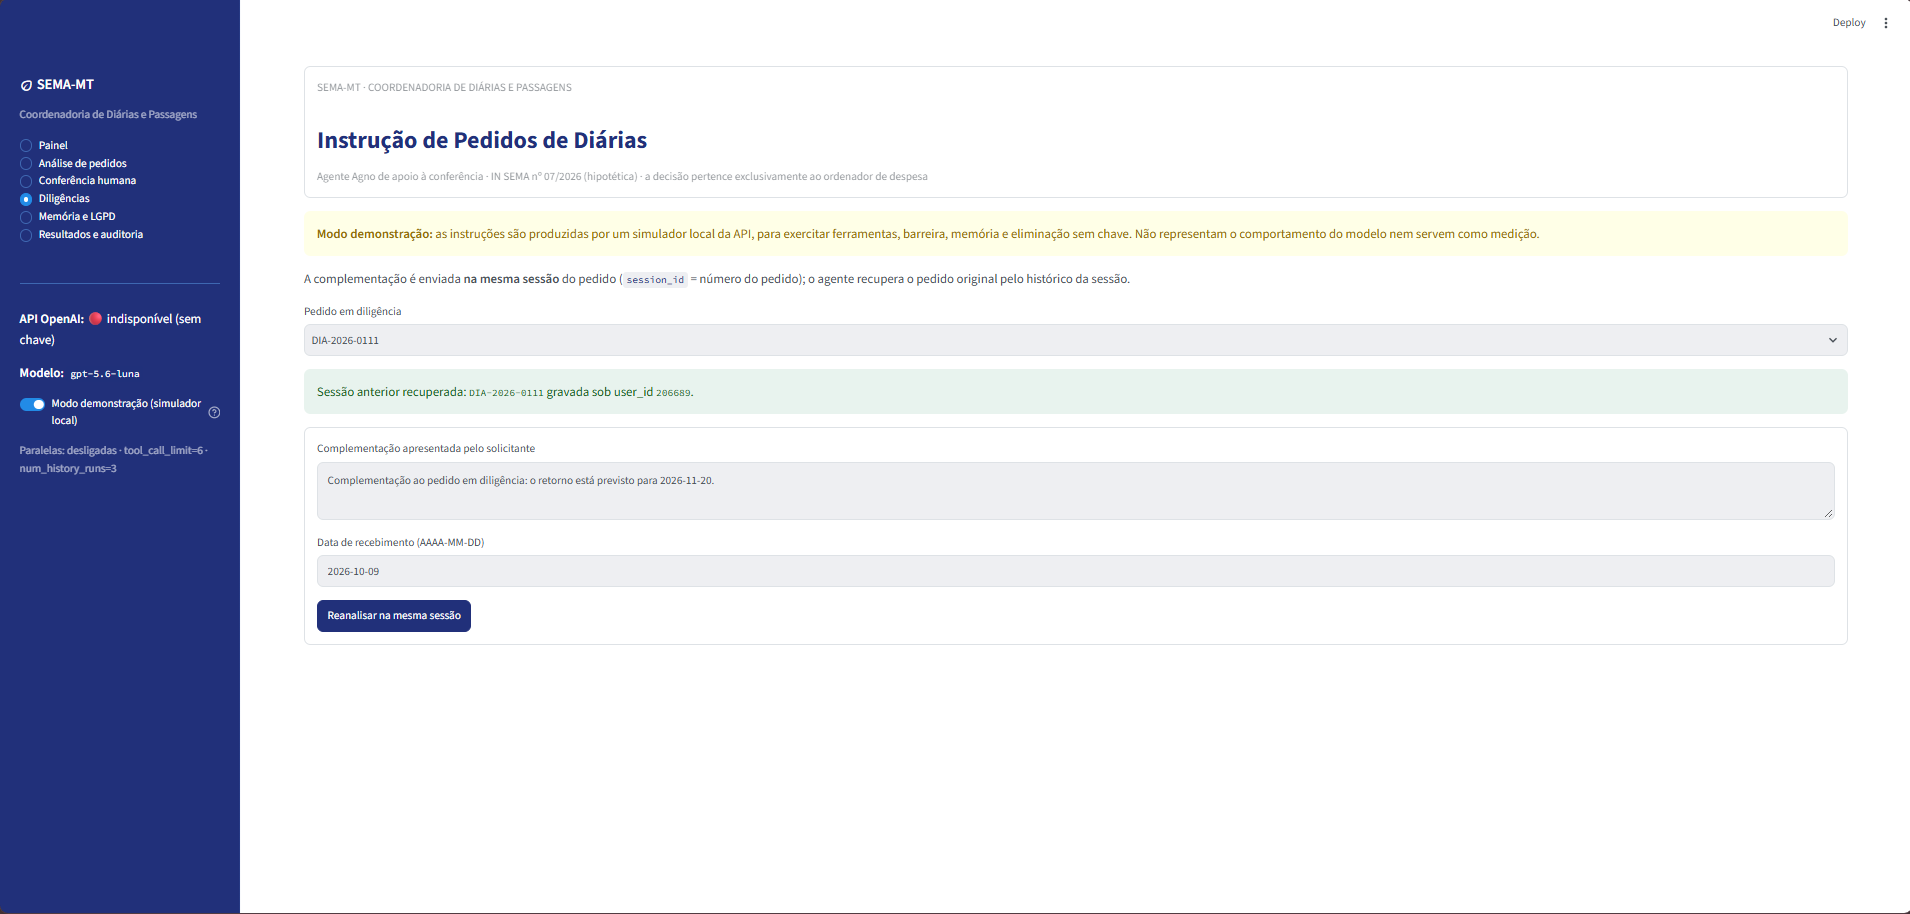 Deploy
SEMA-MT
Coordenadoria de Diárias e Passagens
Painel
Análise de pedidos
Conferência humana
Diligências
Memória e LGPD
Resultados e auditoria
API OpenAI: indisponível (sem
chave)
Modelo: gpt-5.6-luna
Modo demonstração (simulador
local)
Paralelas: desligadas · tool_call_limit=6 ·
num_history_runs=3
SEMA-MT · COORDENADORIA DE DIÁRIAS E PASSAGENS
Instrução de Pedidos de Diárias
Agente Agno de apoio à conferência · IN SEMA nº 07/2026 (hipotética) · a decisão pertence exclusivamente ao ordenador de despesa
Modo demonstração: as instruções são produzidas por um simulador local da API, para exercitar ferramentas, barreira, memória e eliminação sem chave. Não representam o comportamento do modelo nem servem como medição.
A complementação é enviada na mesma sessão do pedido ( session_id = número do pedido); o agente recupera o pedido original pelo histórico da sessão.
Pedido em diligência
DIA-2026-0111
Sessão anterior recuperada: DIA-2026-0111 gravada sob user_id 206689.
Complementação apresentada pelo solicitante
Complementação ao pedido em diligência: o retorno está previsto para 2026-11-20.
Data de recebimento (AAAA-MM-DD)
2026-10-09
Reanalisar na mesma sessão